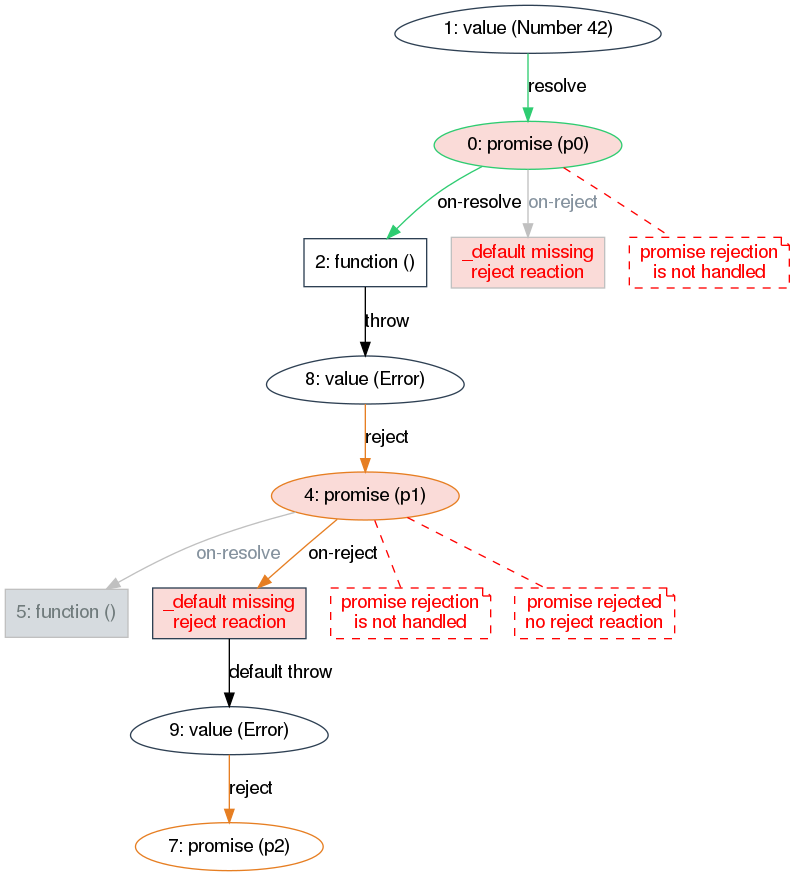 1: value (Number 42)
resolve
0: promise (p0)
on-resolve
on-reject
2: function ()
_default missing
reject reaction
promise rejection
is not handled
throw
8: value (Error)
reject
4: promise (p1)
on-resolve
on-reject
5: function ()
_default missing
reject reaction
promise rejection
is not handled
promise rejected
no reject reaction
default throw
9: value (Error)
reject
7: promise (p2)